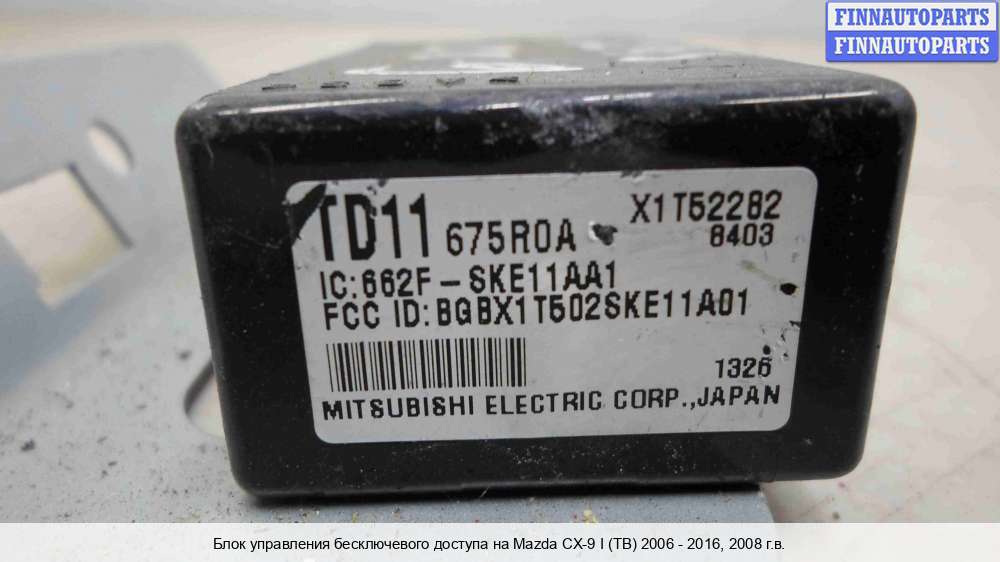 FINNAUTOPARTS
FINNAUTOPARTS
TD11 675R0A X1T52282
8403
IC:662F-SKE11AA1
FCC ID:BGBX1T502SKE11A01
1326
MITSUBISHI ELECTRIC CORP.,JAPAN
Блок управления бесключевого доступа на Mazda CX-9 I (TB) 2006 - 2016, 2008 г.в.